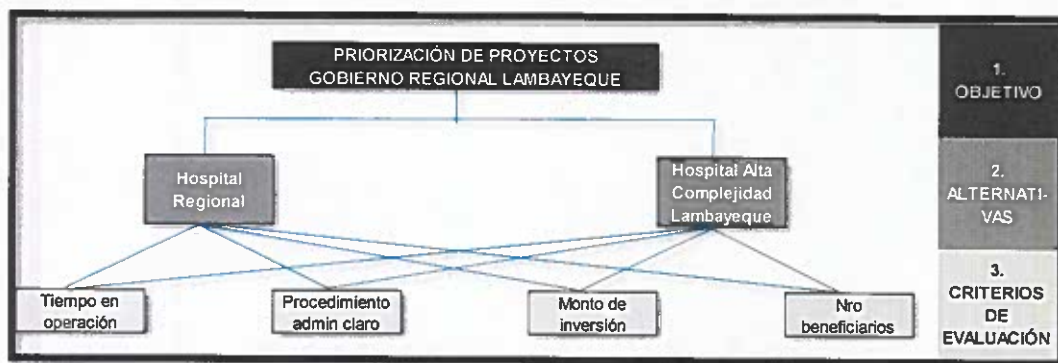 PRIORIZACIÓN DE PROYECTOS
GOBIERNO REGIONAL LAMBAYEQUE
1.
OBJETIVO
Hospital
Regional
Hospital Alta
Complejidad
Lambayeque
2.
ALTERNATI-
VAS
Tiempo en
operación
Procedimiento
admin claro
Monto de
inversión
Nro
beneficiarios
3.
CRITERIOS
DE
EVALUACIÓN